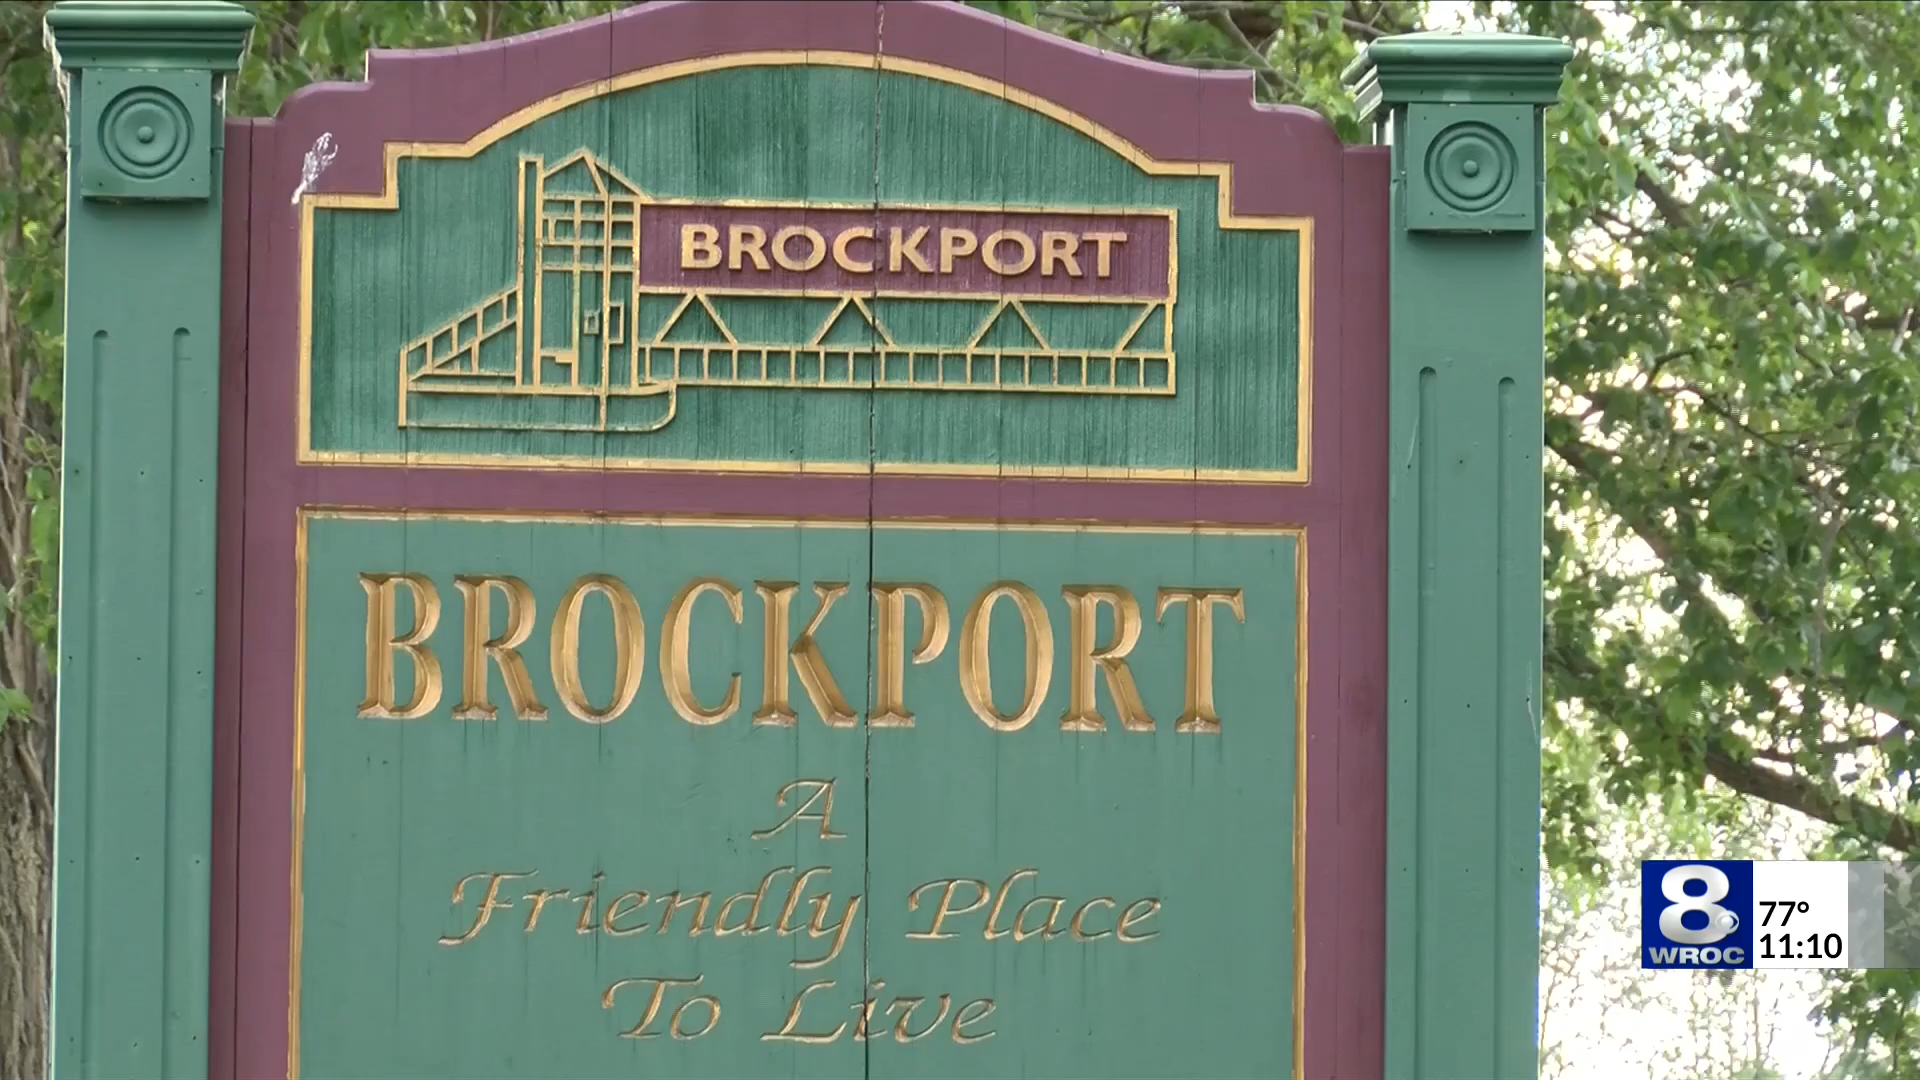 BROCKPORT
BROCKPORT
A
Friendly Place
To Live
8
WROC
77°
11:10